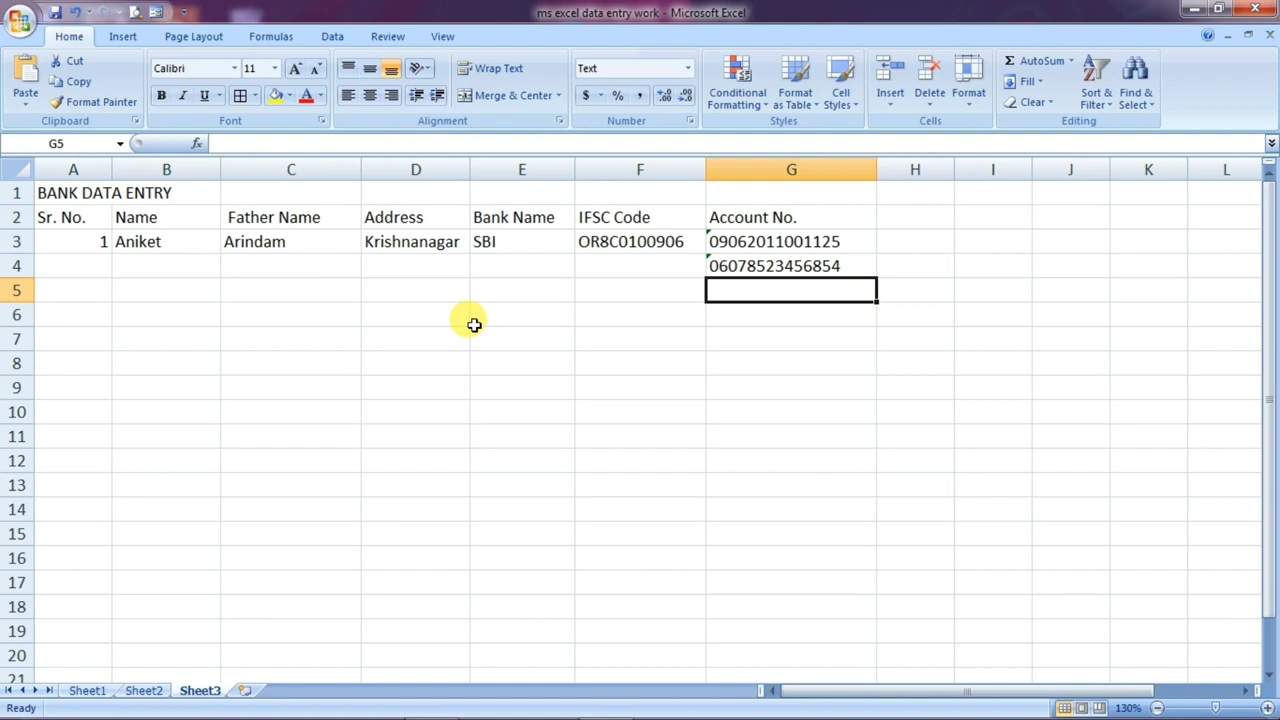 ms excel data entry work - Microsoft Excel
Home Insert Page Layout Formulas Data Review View
Paste Cut Copy Format Painter
Calibri 11 A A
B I U A
Wrap Text
Merge & Center
Text
$ % ,
Conditional Formatting Format as Table Cell Styles
Insert Delete Format
Σ AutoSum Fill Clear
Sort & Filter Find & Select
Clipboard Font Alignment Number Styles Cells Editing
G5 fx
A B C D E F G H I J K L
1 BANK DATA ENTRY
2 Sr. No. Name Father Name Address Bank Name IFSC Code Account No.
3 1 Aniket Arindam Krishnanagar SBI OR8C0100906 09062011001125
4 06078523456854
5
6
7
8
9
10
11
12
13
14
15
16
17
18
19
20
21
Sheet1 Sheet2 Sheet3
Ready 130%